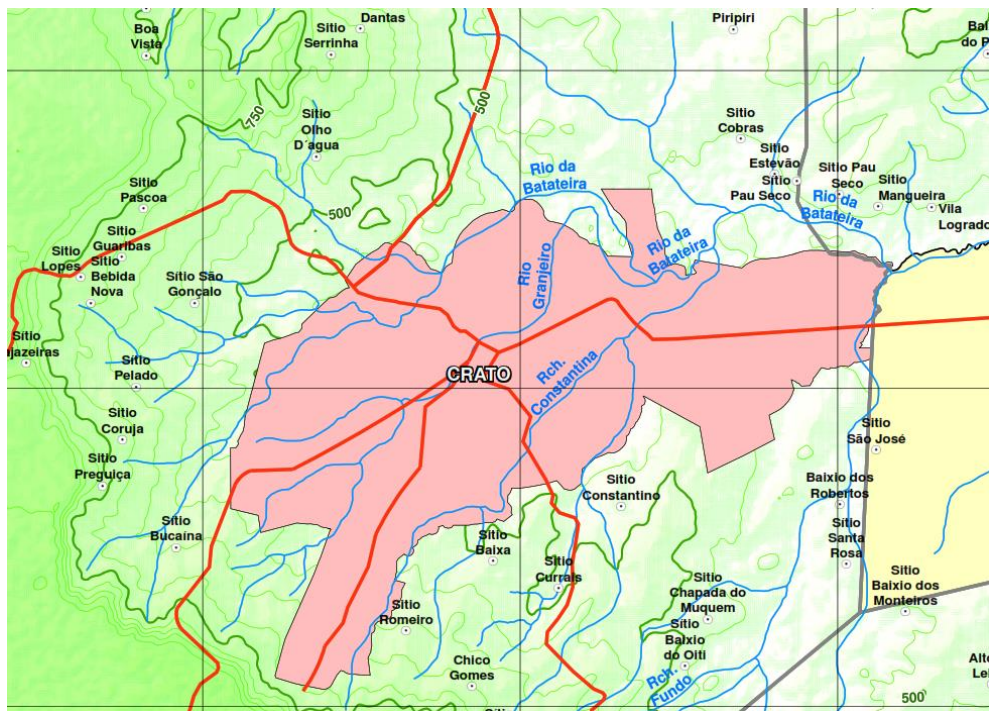 Dantas
Boa
Vista
Sítio
Serrinha
Piripiri
750
500
Sítio
Olho
D´agua
Sítio
Cobras
Sítio
Estevão
Sítio
Pau Seco
Sítio Pau
Seco
Sítio
Mangueira
Vila
Rio da
Batateira
Rio da
Batateira
Rio da
Batateira
Rio
Granjeiro
Sítio
Pascoa
500
Sítio
Guaribas
Sítio
Lopes
Sítio
Bebida
Nova
Sítio São
Gonçalo
Sítio
Sítio
Pelado
CRATO
Rch.
Constantina
Sítio
Coruja
Sítio
Preguiça
Sítio
São José
Sítio
Constantino
Baixio dos
Robertos
Sítio
Bucaína
Sítio
Baixa
Sítio
Santa
Rosa
Sítio
Currais
Sítio
Chapada do
Muquem
Sítio
Baixio dos
Monteiros
Sítio
Romeiro
Sítio
Baixio
do Oiti
Chico
Gomes
Rch.
Fundo
500